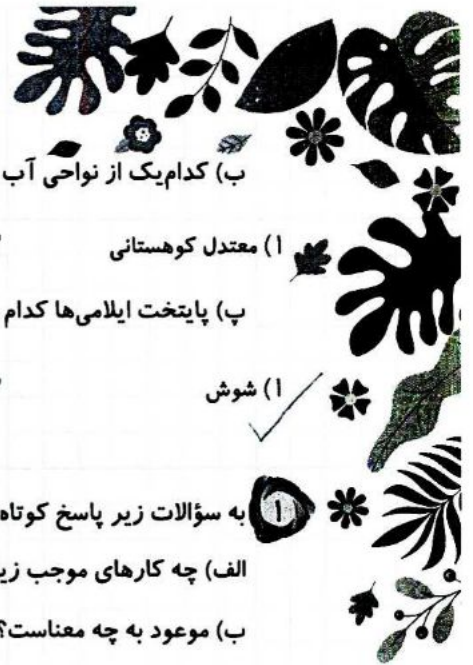 ب) کدام‌یک از نواحی آب
۱) معتدل کوهستانی
پ) پایتخت ایلامی‌ها کدام
۱) شوش
۱ به سؤالات زیر پاسخ کوتاه
الف) چه کارهای موجب زی
ب) موعود به چه معناست؟